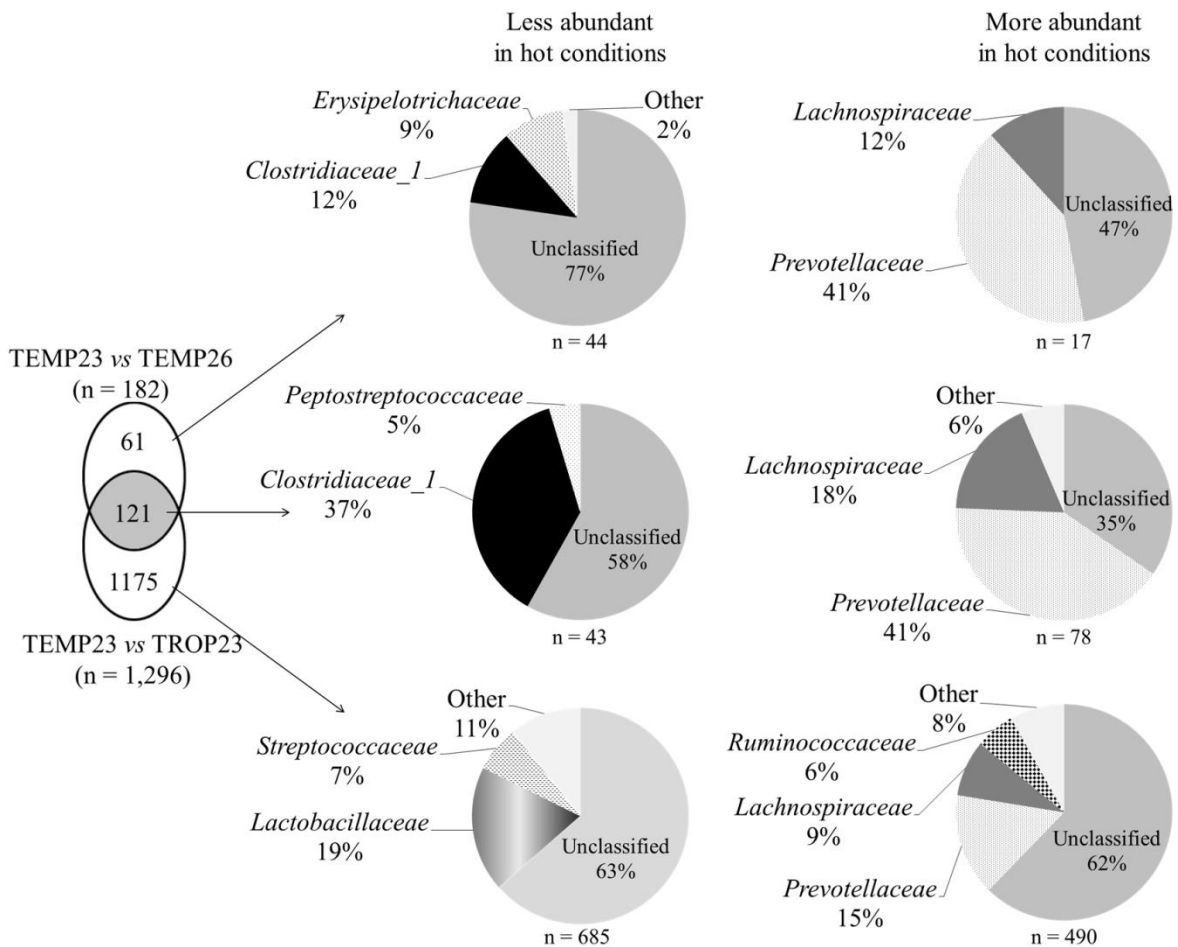 Less abundant
in hot conditions
More abundant
in hot conditions
Erysipelotrichaceae
9%
Other
2%
Clostridiaceae_1
12%
Unclassified
77%
n = 44
Lachnospiraceae
12%
Unclassified
47%
Prevotellaceae
41%
n = 17
TEMP23 vs TEMP26
(n = 182)
61
121
1175
TEMP23 vs TROP23
(n = 1,296)
Peptostreptococcaceae
5%
Clostridiaceae_1
37%
Unclassified
58%
n = 43
Other
6%
Lachnospiraceae
18%
Unclassified
35%
Prevotellaceae
41%
n = 78
Other
11%
Streptococcaceae
7%
Lactobacillaceae
19%
Unclassified
63%
n = 685
Other
8%
Ruminococcaceae
6%
Lachnospiraceae
9%
Unclassified
62%
Prevotellaceae
15%
n = 490